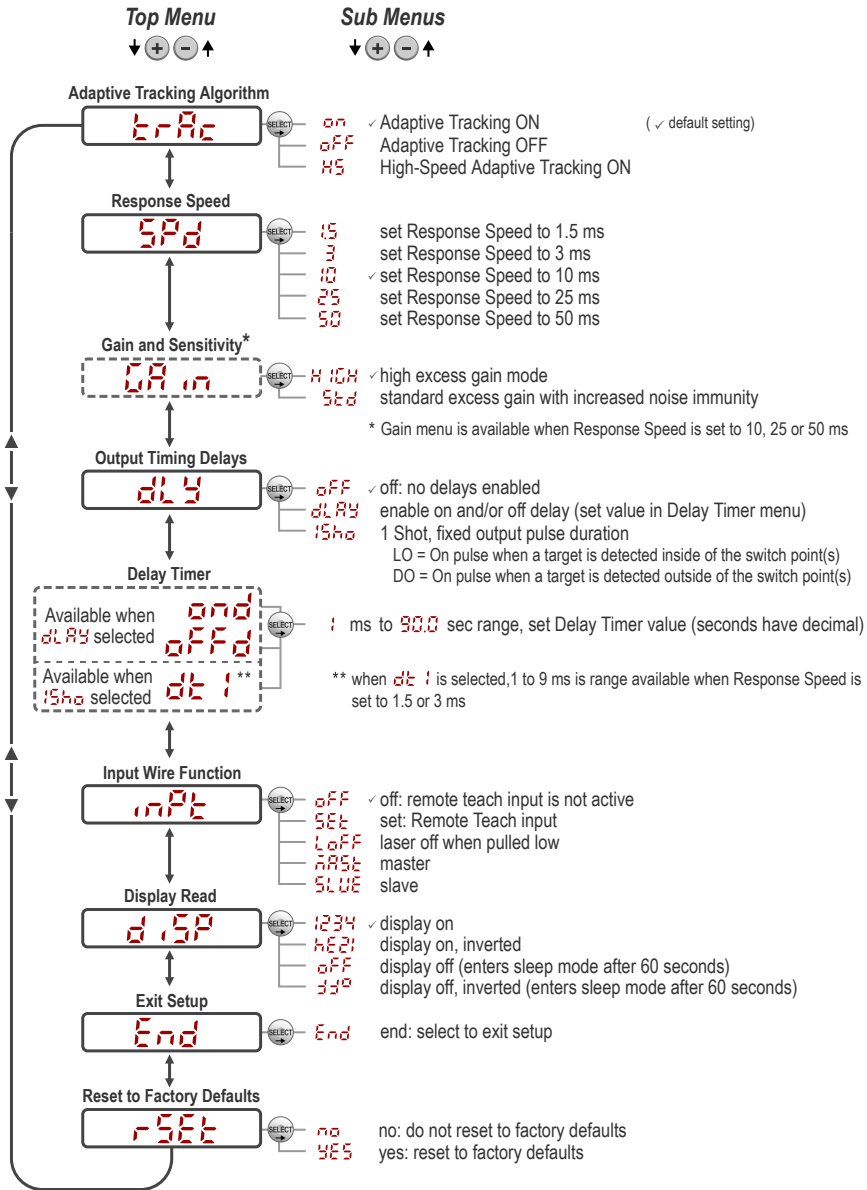 Top Menu Sub Menus
+ - + -
Adaptive Tracking Algorithm
trAc SELECT on ✓ Adaptive Tracking ON ( ✓ default setting)
oFF Adaptive Tracking OFF
HS High-Speed Adaptive Tracking ON
Response Speed
SPd SELECT 1.5 set Response Speed to 1.5 ms
3 set Response Speed to 3 ms
10 ✓ set Response Speed to 10 ms
25 set Response Speed to 25 ms
50 set Response Speed to 50 ms
Gain and Sensitivity*
GAin SELECT HIGH ✓ high excess gain mode
Std standard excess gain with increased noise immunity
* Gain menu is available when Response Speed is set to 10, 25 or 50 ms
Output Timing Delays
dLY SELECT oFF ✓ off: no delays enabled
dLAY enable on and/or off delay (set value in Delay Timer menu)
1Sho 1 Shot, fixed output pulse duration
LO = On pulse when a target is detected inside of the switch point(s)
DO = On pulse when a target is detected outside of the switch point(s)
Delay Timer
Available when ond
dLAY selected oFFd SELECT 1 ms to 90.0 sec range, set Delay Timer value (seconds have decimal)
Available when
1Sho selected dt 1 ** ** when dt 1 is selected,1 to 9 ms is range available when Response Speed is
set to 1.5 or 3 ms
Input Wire Function
inPt SELECT oFF ✓ off: remote teach input is not active
SEt set: Remote Teach input
LoFF laser off when pulled low
MASt master
SLVE slave
Display Read
diSP SELECT 1234 ✓ display on
hEZ1 display on, inverted
oFF display off (enters sleep mode after 60 seconds)
display off, inverted (enters sleep mode after 60 seconds)
Exit Setup
End SELECT End end: select to exit setup
Reset to Factory Defaults
rSEt SELECT no no: do not reset to factory defaults
YES yes: reset to factory defaults